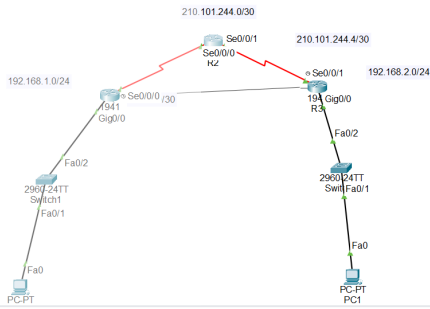 210.101.244.0/30
Se0/0/1
Se0/0/0
R2
210.101.244.4/30
192.168.1.0/24
Se0/0/1
192.168.2.0/24
Se0/0/0
/30
1941
Gig0/0
194
Gig0/0
R3
Fa0/2
Fa0/2
2960-24TT
Switch1
Fa0/1
2960-24TT
Swit
Fa0/1
Fa0
PC-PT
Fa0
PC-PT
PC1